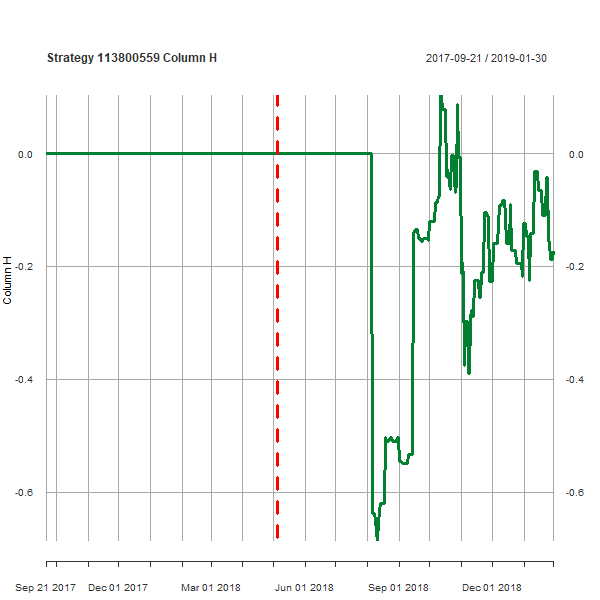 Strategy 113800559 Column H
2017-09-21 / 2019-01-30
0.0
0.0
-0.2
-0.2
-0.4
-0.4
-0.6
-0.6
Column H
Sep 21 2017
Dec 01 2017
Mar 01 2018
Jun 01 2018
Sep 01 2018
Dec 01 2018